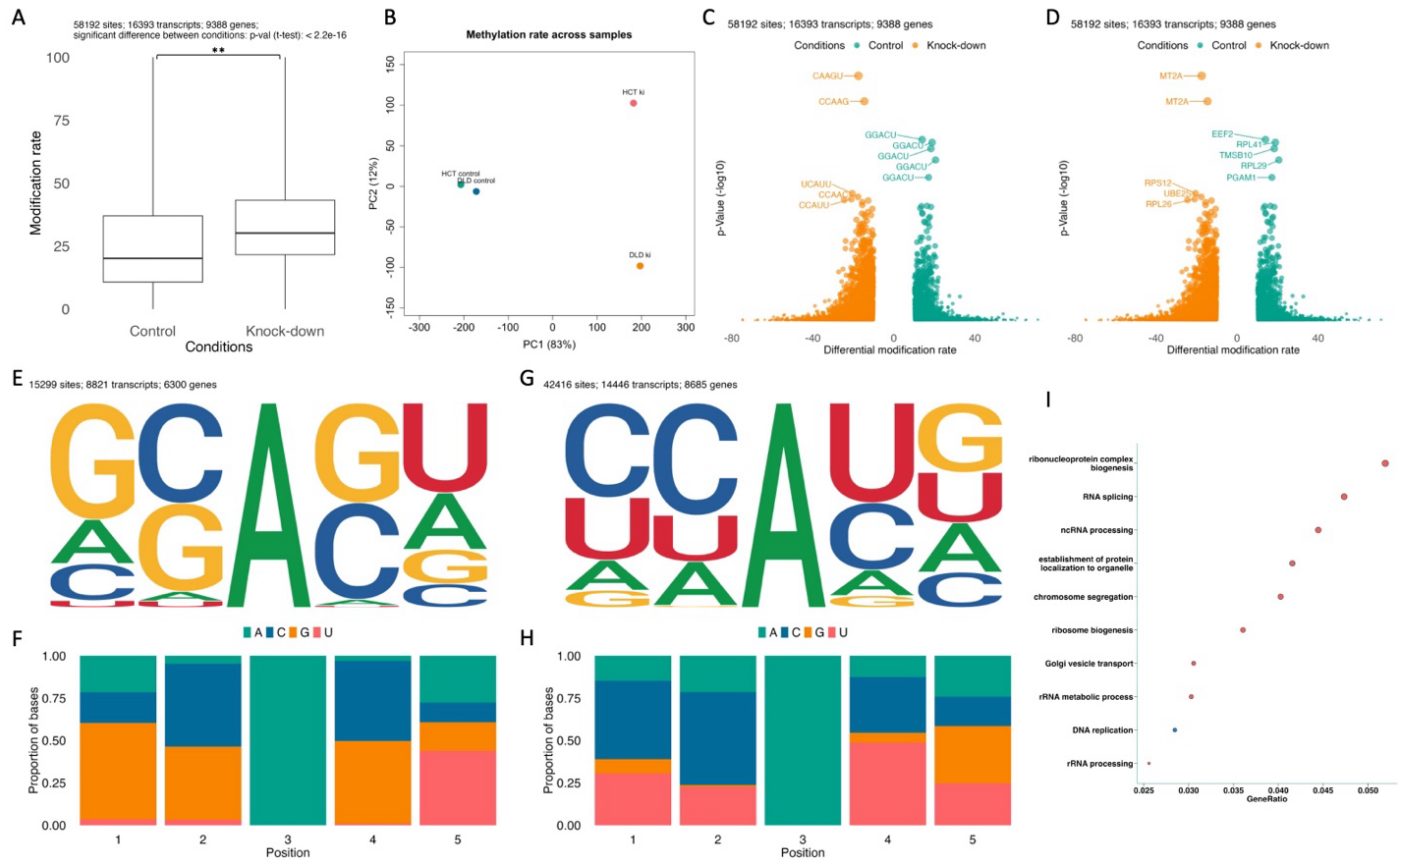 A
58192 sites; 16393 transcripts; 9388 genes;
significant difference between conditions: p-val (t-test): < 2.2e-16
**
Modification rate
100
75
50
25
0
Control
Knock-down
Conditions
B
Methylation rate across samples
HCT ki
HCT control
DLD control
DLD ki
PC2 (12%)
150
100
50
0
-50
-100
-150
-300
-200
-100
0
100
200
300
PC1 (83%)
C
58192 sites; 16393 transcripts; 9388 genes;
Conditions Control Knock-down
CAAGU
CCAAG
GGACU
GGACU
GGACU
GGACU
GGACU
UCAUU
CCAAC
CCAUU
p-Value (-log10)
-80
-40
0
40
Differential modification rate
D
58192 sites; 16393 transcripts; 9388 genes;
Conditions Control Knock-down
MT2A
MT2A
EEF2
RPL41
TMSB10
RPL29
PGAM1
RPS12
UBE2S
RPL26
p-Value (-log10)
-80
-40
0
40
Differential modification rate
E
15299 sites; 8821 transcripts; 6300 genes
G
A
C
U
C
G
A
U
A
G
C
A
U
U
A
G
C
F
A C G U
Proportion of bases
1.00
0.75
0.50
0.25
0.00
1
2
3
4
5
Position
G
42416 sites; 14446 transcripts; 8685 genes
C
U
A
G
C
U
A
G
A
U
C
A
G
G
U
A
C
H
A C G U
Proportion of bases
1.00
0.75
0.50
0.25
0.00
1
2
3
4
5
Position
I
ribonucleoprotein complex
biogenesis
RNA splicing
ncRNA processing
establishment of protein
localization to organelle
chromosome segregation
ribosome biogenesis
Golgi vesicle transport
rRNA metabolic process
DNA replication
rRNA processing
0.025
0.030
0.035
0.040
0.045
0.050
GeneRatio